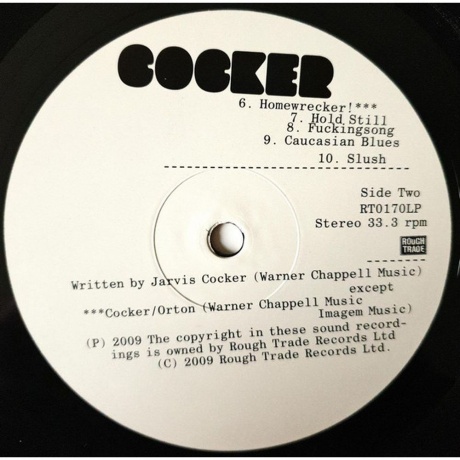 COCKER
6. Homewrecker!***
7. Hold Still
8. Fuckingsong
9. Caucasian Blues
10. Slush
Side Two
RT0170LP
Stereo 33.3 rpm
ROUGH
TRADE
Written by Jarvis Cocker (Warner Chappell Music)
except
***Cocker/Orton (Warner Chappell Music
Imagem Music)
(P) 2009 The copyright in these sound record-
ings is owned by Rough Trade Records Ltd
(C) 2009 Rough Trade Records Ltd.